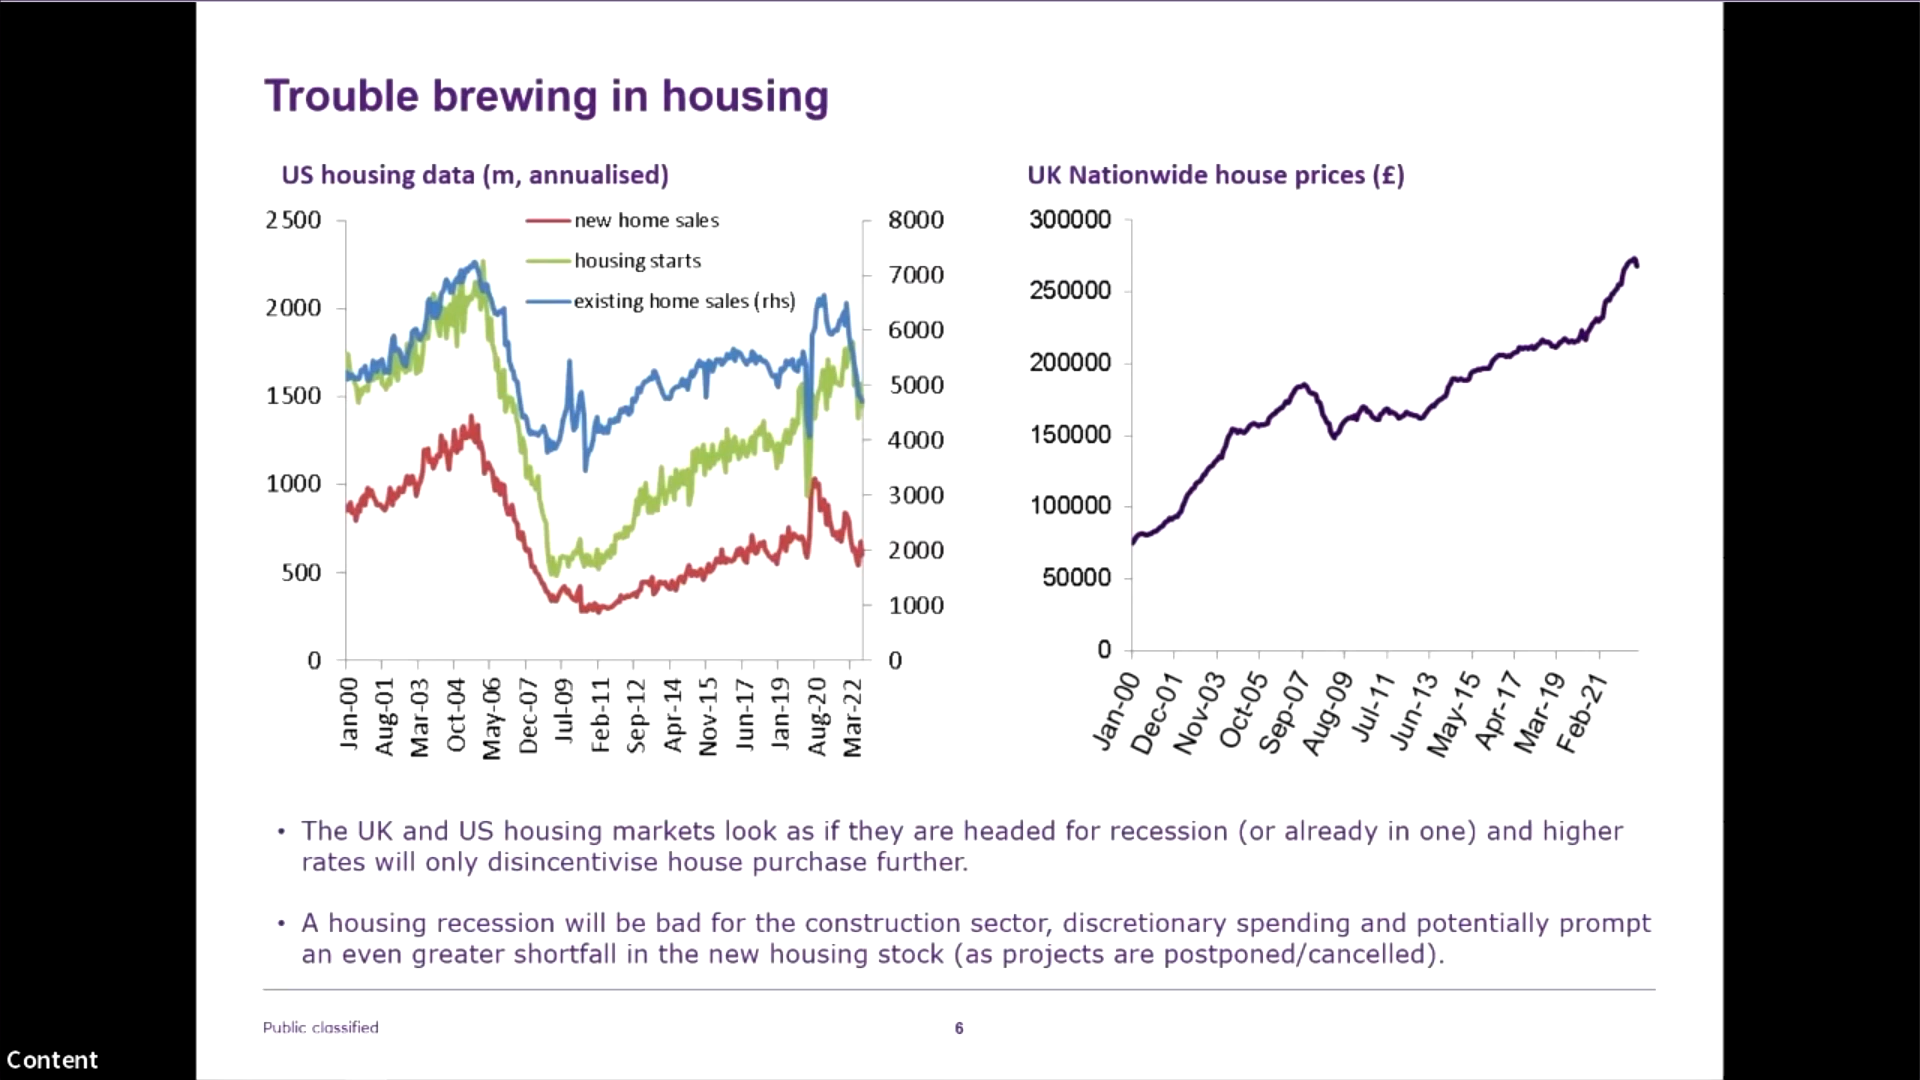 Trouble brewing in housing
US housing data (m, annualised)
2 500
2 000
1500
1000
500
0
new home sales
housing starts
existing home sales (rhs)
8000
7000
6000
5000
4000
3000
2000
1000
0
Jan-00
Aug-01
Mar-03
Oct-04
May-06
Dec-07
Jul-09
Feb-11
Sep-12
Apr-14
Nov-15
Jun-17
Jan-19
Aug-20
Mar-22
UK Nationwide house prices (£)
300000
250000
200000
150000
100000
50000
0
Jan-00
Dec-01
Nov-03
Oct-05
Sep-07
Aug-09
Jul-11
Jun-13
May-15
Apr-17
Mar-19
Feb-21
• The UK and US housing markets look as if they are headed for recession (or already in one) and higher
rates will only disincentivise house purchase further.
• A housing recession will be bad for the construction sector, discretionary spending and potentially prompt
an even greater shortfall in the new housing stock (as projects are postponed/cancelled).
Public classified
6
Content